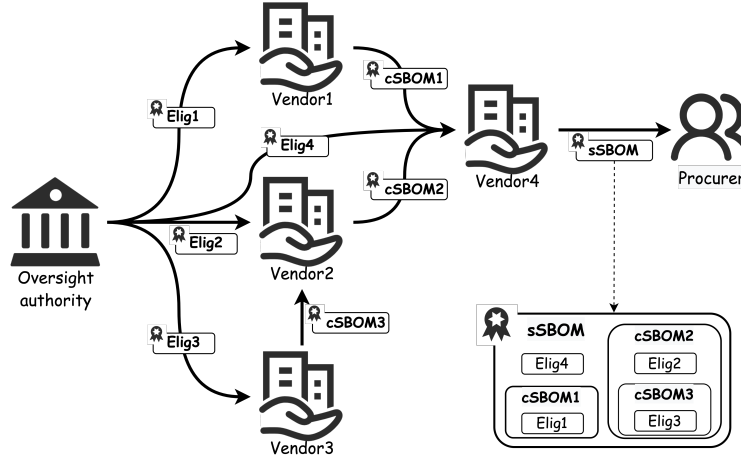 Vendor1
cSBOM1
Elig1
Elig4
cSBOM2
Vendor4
sSBOM
Procurer
Oversight
authority
Elig2
Vendor2
cSBOM3
Elig3
Vendor3
sSBOM
Elig4
cSBOM1
Elig1
cSBOM2
Elig2
cSBOM3
Elig3